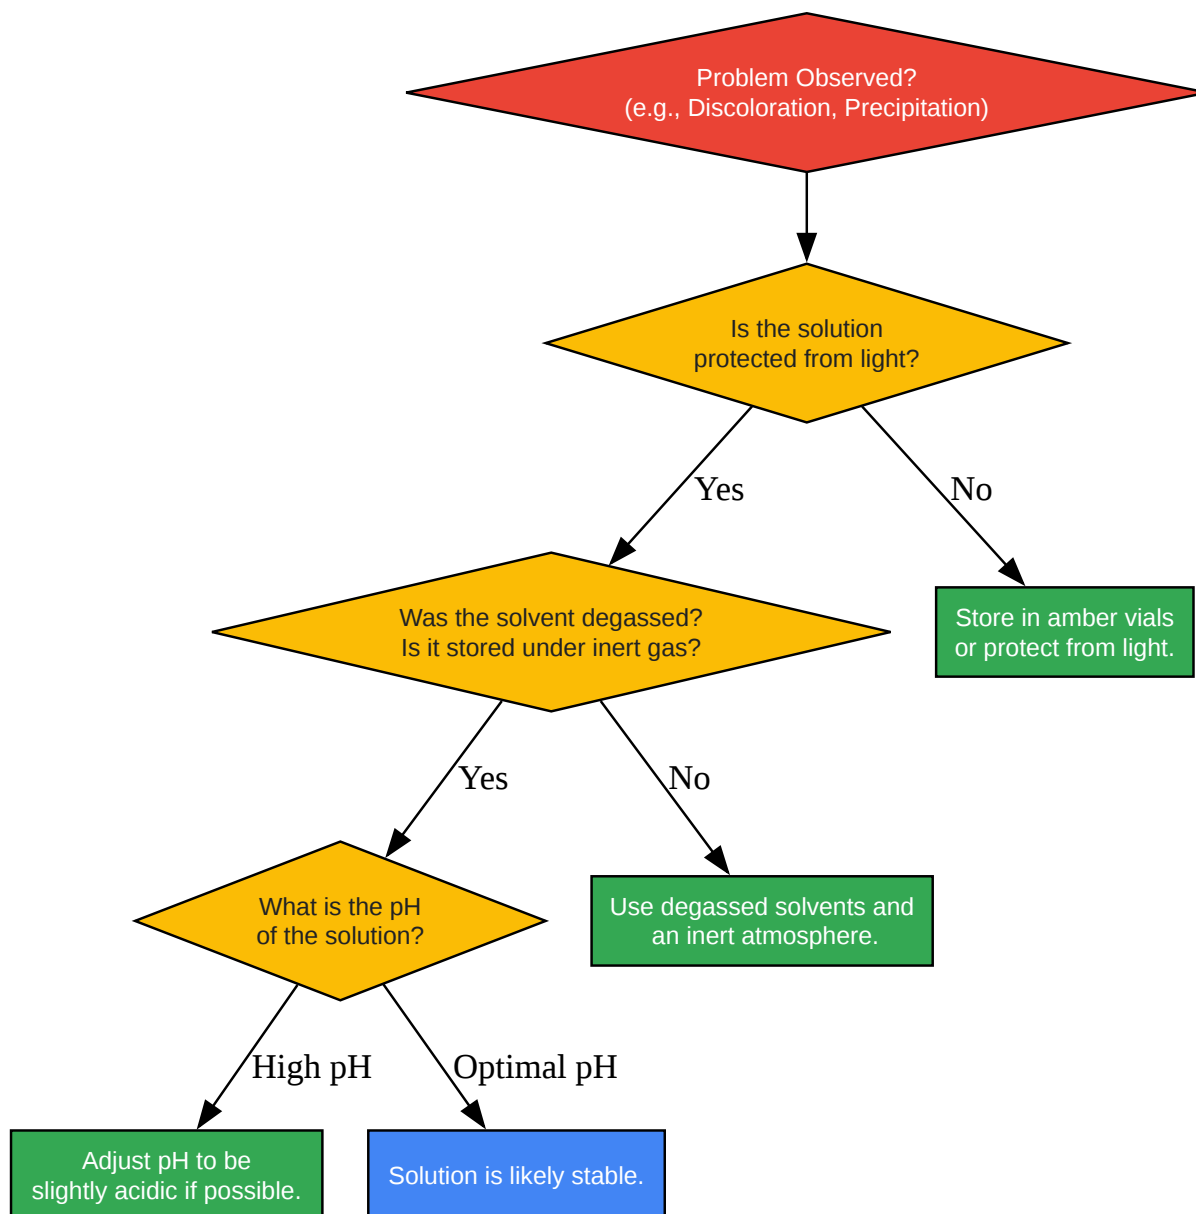 Problem Observed?
(e.g., Discoloration, Precipitation)
Is the solution
protected from light?
Yes
No
Was the solvent degassed?
Is it stored under inert gas?
Store in amber vials
or protect from light.
Yes
No
What is the pH
of the solution?
Use degassed solvents and
an inert atmosphere.
High pH
Optimal pH
Adjust pH to be
slightly acidic if possible.
Solution is likely stable.